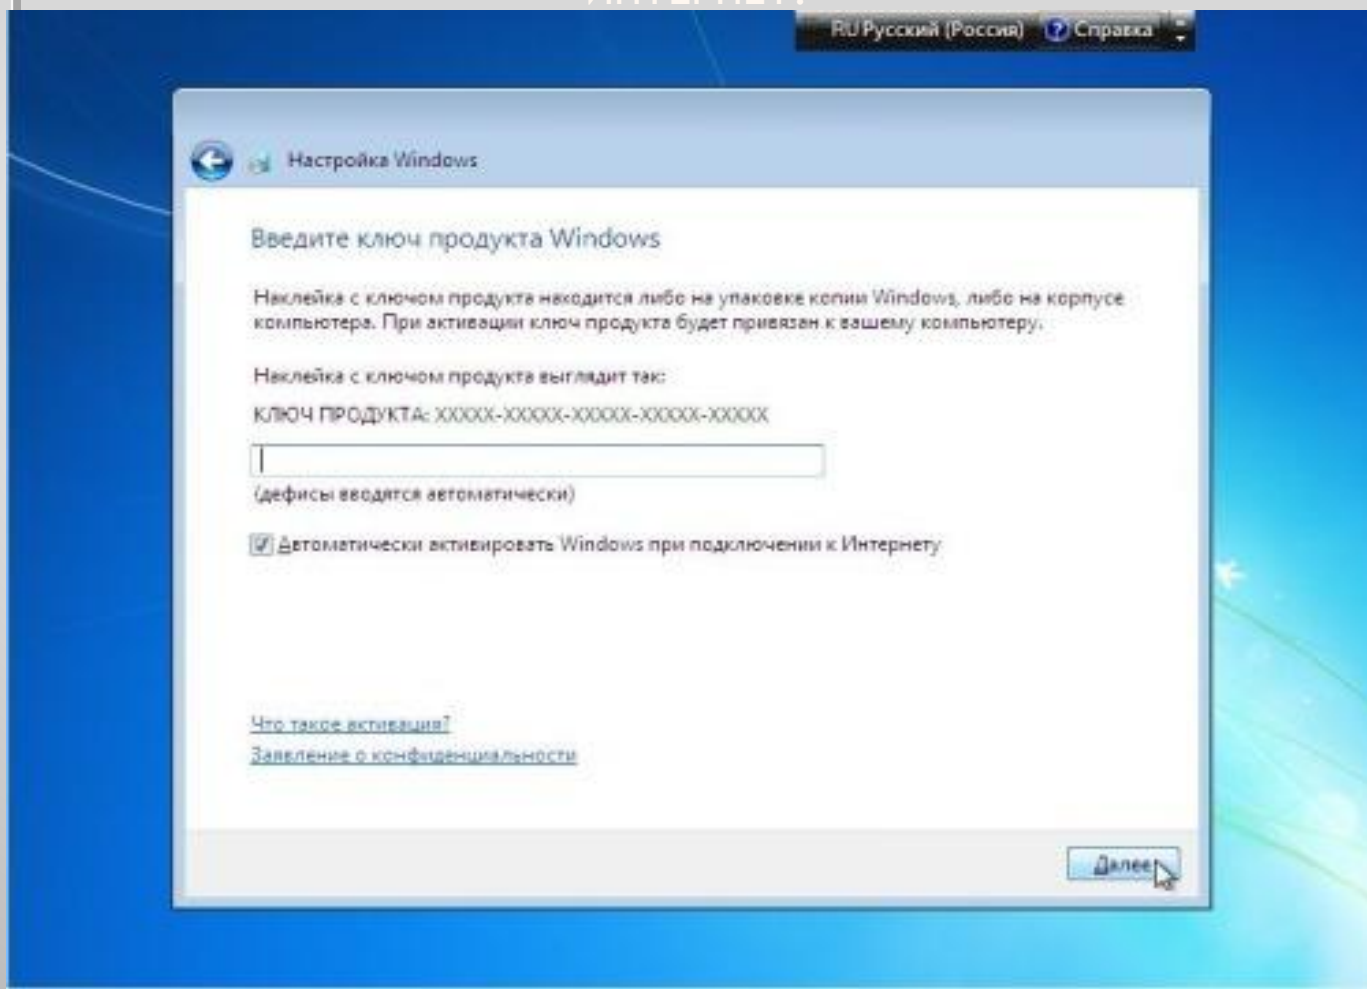 RU Русский (Россия) Справка
Настройка Windows
Введите ключ продукта Windows
Наклейка с ключом продукта находится либо на упаковке копии Windows, либо на корпусе
компьютера. При активации ключ продукта будет привязан к вашему компьютеру.
Наклейка с ключом продукта выглядит так:
КЛЮЧ ПРОДУКТА: XXXXX-XXXXX-XXXXX-XXXXX-XXXXX
(дефисы вводятся автоматически)
Автоматически активировать Windows при подключении к Интернету
Что такое активация?
Заявление о конфиденциальности
Далее